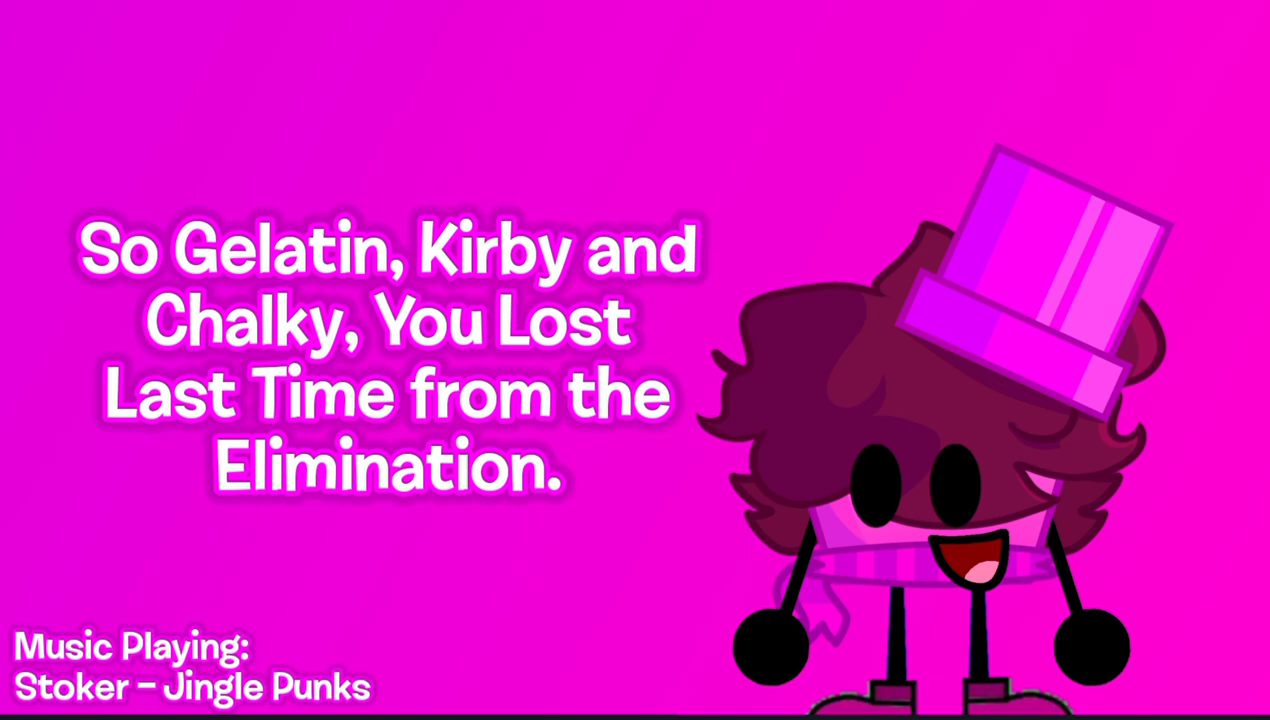 So Gelatin, Kirby and
Chalky, You Lost
Last Time from the
Elimination.
Music Playing:
Stoker – Jingle Punks